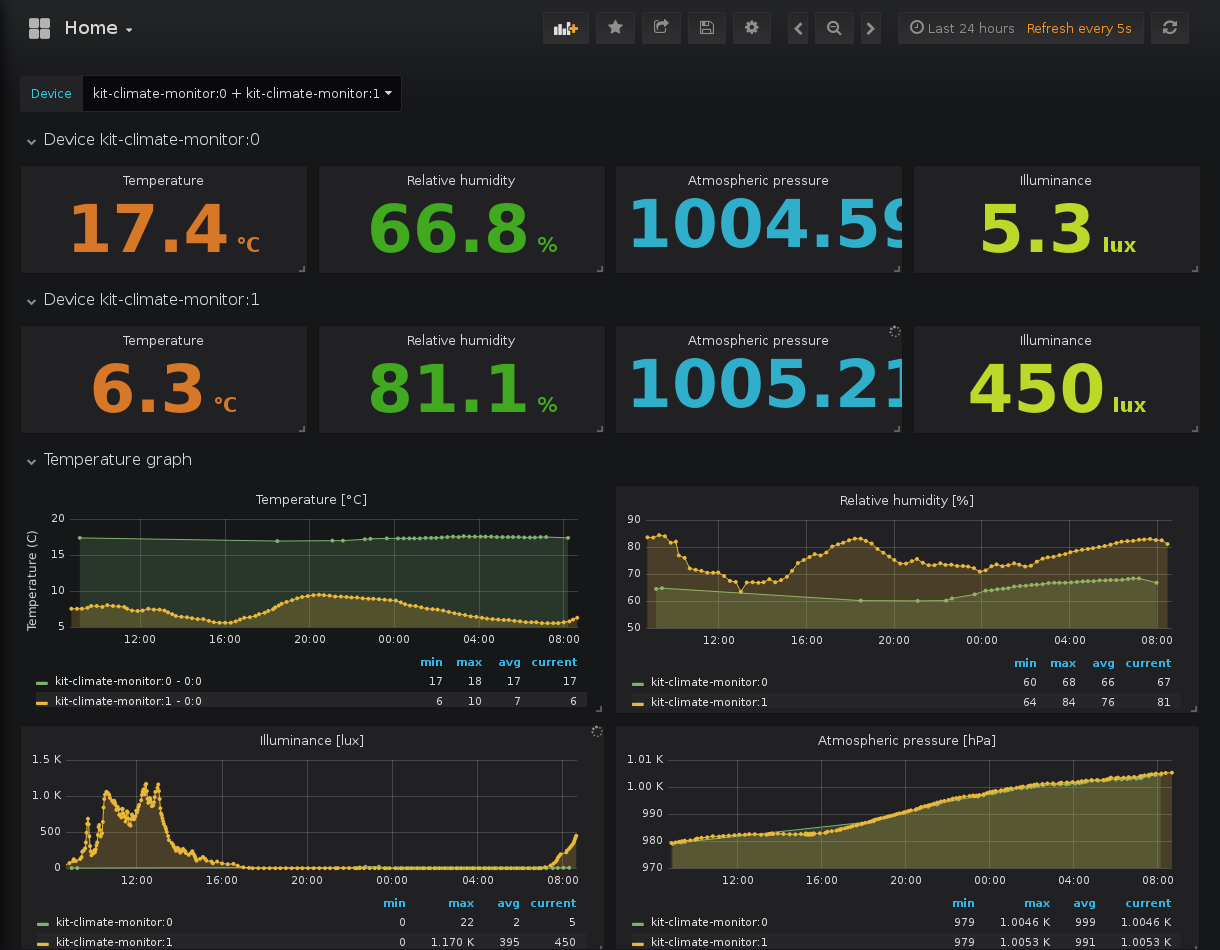 Home
Last 24 hours Refresh every 5s
Device kit-climate-monitor:0 + kit-climate-monitor:1
Device kit-climate-monitor:0
Temperature Relative humidity Atmospheric pressure Illuminance
17.4 °C 66.8 % 1004.59 5.3 lux
Device kit-climate-monitor:1
Temperature Relative humidity Atmospheric pressure Illuminance
6.3 °C 81.1 % 1005.21 450 lux
Temperature graph
Temperature [°C]
Temperature (C)
20
15
10
5
12:00 16:00 20:00 00:00 04:00 08:00
min max avg current
kit-climate-monitor:0 - 0:0 17 18 17 17
kit-climate-monitor:1 - 0:0 6 10 7 6
Relative humidity [%]
90
80
70
60
50
12:00 16:00 20:00 00:00 04:00 08:00
min max avg current
kit-climate-monitor:0 60 68 66 67
kit-climate-monitor:1 64 84 76 81
Illuminance [lux]
1.5 K
1.0 K
500
0
12:00 16:00 20:00 00:00 04:00 08:00
min max avg current
kit-climate-monitor:0 0 22 2 5
kit-climate-monitor:1 0 1.170 K 395 450
Atmospheric pressure [hPa]
1.01 K
1.00 K
990
980
970
12:00 16:00 20:00 00:00 04:00 08:00
min max avg current
kit-climate-monitor:0 979 1.0046 K 999 1.0046 K
kit-climate-monitor:1 979 1.0053 K 991 1.0053 K